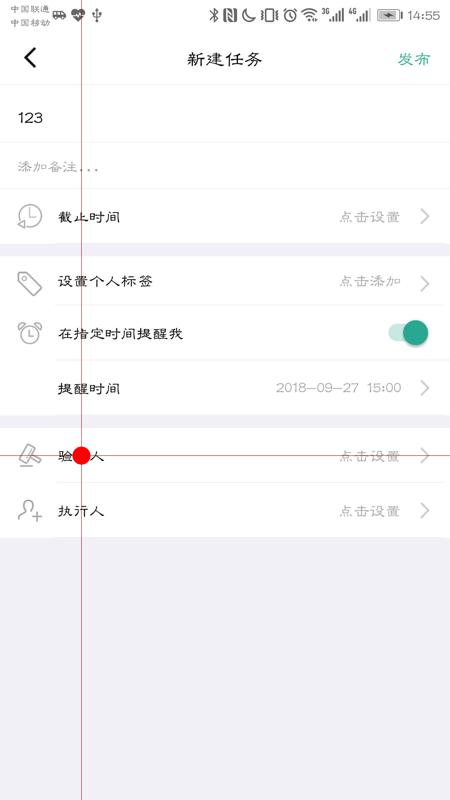 中国联通
中国移动
3G
4G
14:55
新建任务
发布
123
添加备注...
截止时间 点击设置
设置个人标签 点击添加
在指定时间提醒我
提醒时间 2018-09-27 15:00
验 人 点击设置
执行人 点击设置